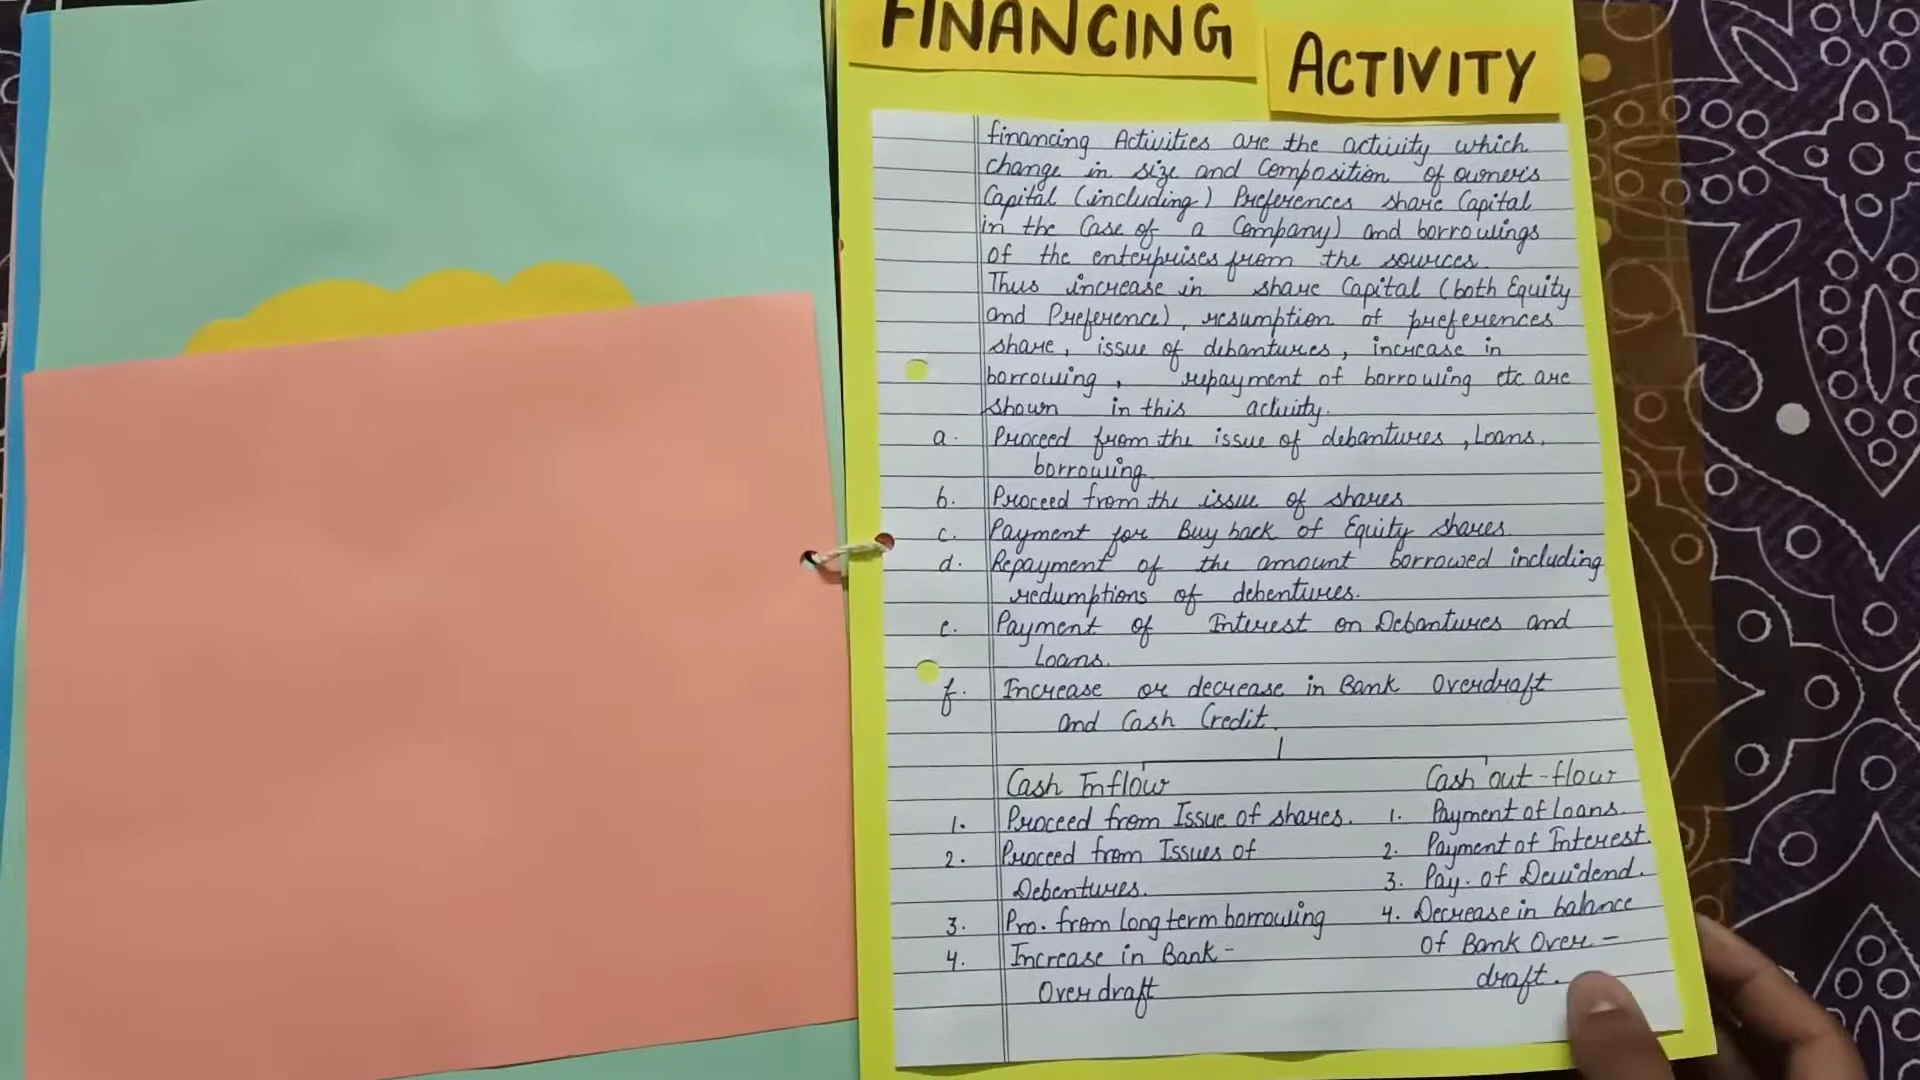 FINANCING ACTIVITY
financing Activities are the activity which
change in size and Composition of owner's
Capital (including) Preferences share Capital
in the Case of a Company) and borrowings
of the enterprises from the sources.
Thus increase in share Capital (both Equity
and Preference), resumption of preferences
share, issue of debantures, increase in
borrowing, repayment of borrowing etc are
shown in this activity.
a. Proceed from the issue of debantures, Loans,
borrowing.
b. Proceed from the issue of shares
c. Payment for Buy back of Equity shares.
d. Repayment of the amount borrowed including
redumptions of debentures.
e. Payment of Interest on Debantures and
Loans.
f. Increase or decrease in Bank Overdraft
and Cash Credit.
Cash Inflow Cash out-flow
1. Proceed from Issue of shares. 1. Payment of loans.
2. Proceed from Issues of 2. Payment of Interest.
Debentures. 3. Pay. of Devidend.
3. Pro. from long term borrowing 4. Decrease in balance
4. Increase in Bank- of Bank Over-
Overdraft draft.